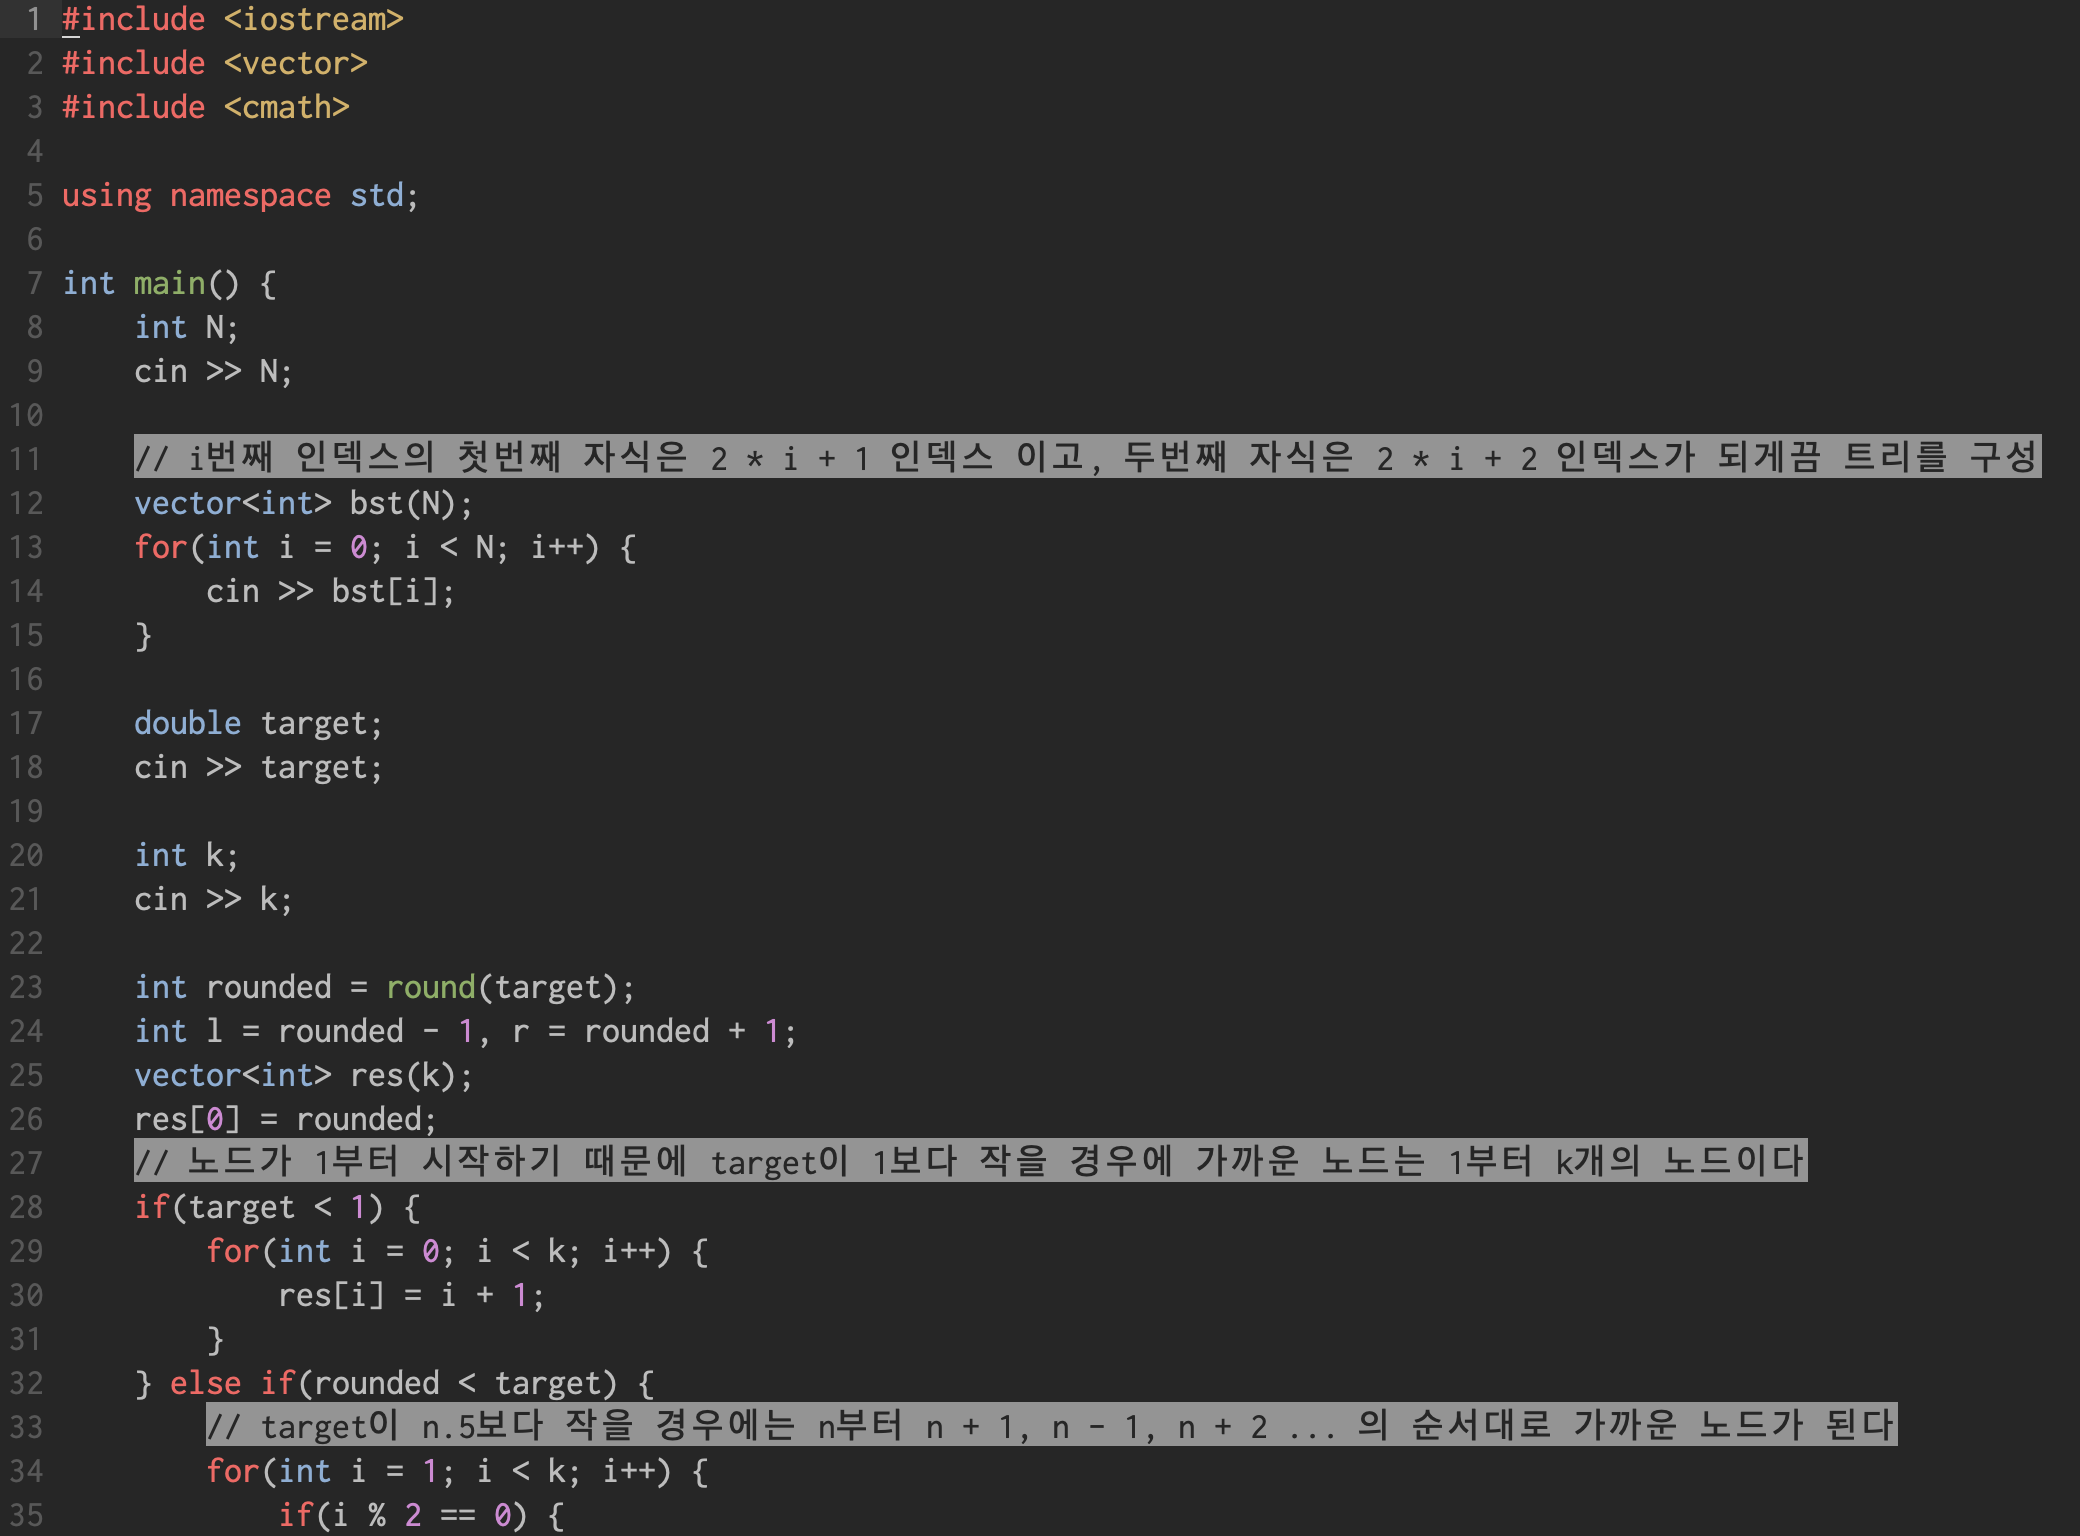 1 #include <iostream>
2 #include <vector>
3 #include <cmath>
4
5 using namespace std;
6
7 int main() {
8     int N;
9     cin >> N;
10
11     // i번째 인덱스의 첫번째 자식은 2 * i + 1 인덱스 이고, 두번째 자식은 2 * i + 2 인덱스가 되게끔 트리를 구성
12     vector<int> bst(N);
13     for(int i = 0; i < N; i++) {
14         cin >> bst[i];
15     }
16
17     double target;
18     cin >> target;
19
20     int k;
21     cin >> k;
22
23     int rounded = round(target);
24     int l = rounded - 1, r = rounded + 1;
25     vector<int> res(k);
26     res[0] = rounded;
27     // 노드가 1부터 시작하기 때문에 target이 1보다 작을 경우에 가까운 노드는 1부터 k개의 노드이다
28     if(target < 1) {
29         for(int i = 0; i < k; i++) {
30             res[i] = i + 1;
31         }
32     } else if(rounded < target) {
33         // target이 n.5보다 작을 경우에는 n부터 n + 1, n - 1, n + 2 ... 의 순서대로 가까운 노드가 된다
34         for(int i = 1; i < k; i++) {
35             if(i % 2 == 0) {